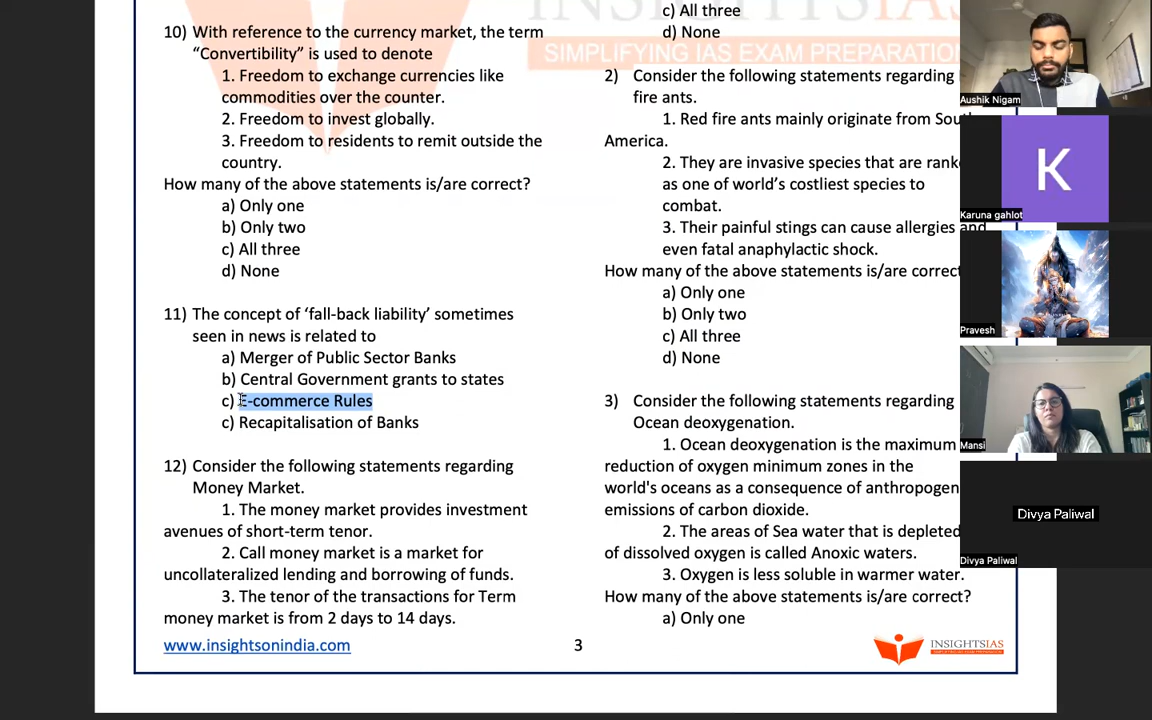 10) With reference to the currency market, the term
“Convertibility” is used to denote
1. Freedom to exchange currencies like
commodities over the counter.
2. Freedom to invest globally.
3. Freedom to residents to remit outside the
country.
How many of the above statements is/are correct?
a) Only one
b) Only two
c) All three
d) None
11) The concept of ‘fall-back liability’ sometimes
seen in news is related to
a) Merger of Public Sector Banks
b) Central Government grants to states
c) E-commerce Rules
c) Recapitalisation of Banks
12) Consider the following statements regarding
Money Market.
1. The money market provides investment
avenues of short-term tenor.
2. Call money market is a market for
uncollateralized lending and borrowing of funds.
3. The tenor of the transactions for Term
money market is from 2 days to 14 days.
c) All three
d) None
2) Consider the following statements regarding
fire ants.
1. Red fire ants mainly originate from
America.
2. They are invasive species that are
as one of world’s costliest species to
combat.
3. Their painful stings can cause allergies and
even fatal anaphylactic shock.
How many of the above statements is/are correct
a) Only one
b) Only two
c) All three
d) None
3) Consider the following statements regarding
Ocean deoxygenation.
1. Ocean deoxygenation is the maximum
reduction of oxygen minimum zones in the
world's oceans as a consequence of anthropogen
emissions of carbon dioxide.
2. The areas of Sea water that is depleted
of dissolved oxygen is called Anoxic waters.
3. Oxygen is less soluble in warmer water.
How many of the above statements is/are correct?
a) Only one
SIMPLIFYING IAS EXAM PREPARATION
www.insightsonindia.com
3
INSIGHTSIAS
SIMPLIFYING IAS EXAM PREPARATION
Aushik Nigam
K
Karuna gahlot
Pravesh
Mansi
Divya Paliwal
Divya Paliwal